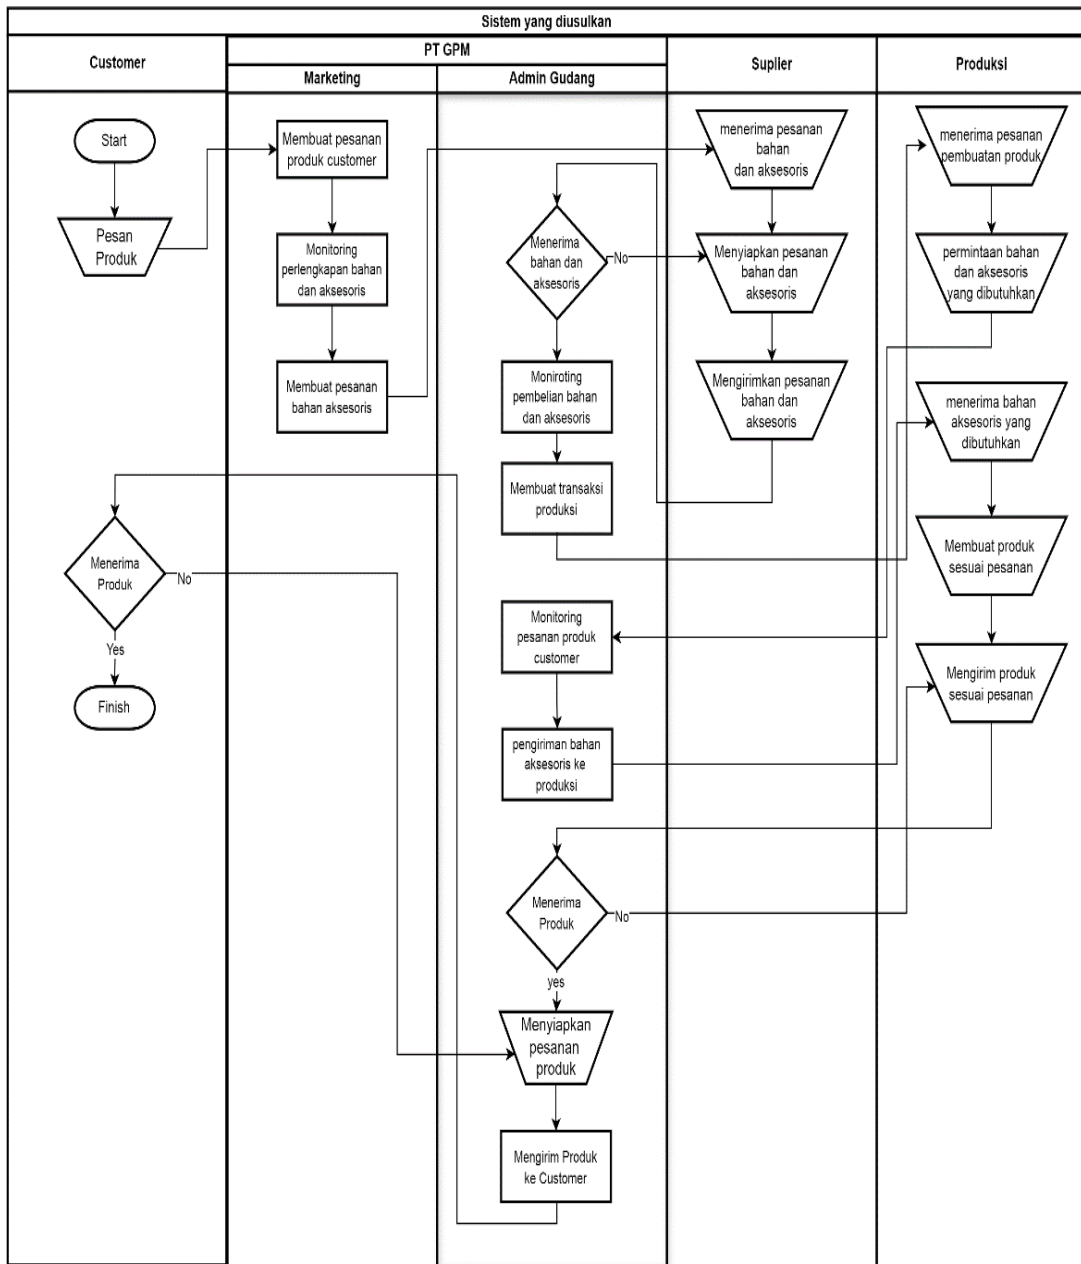 Sistem yang diusulkan
Customer
PT GPM
Marketing
Admin Gudang
Suplier
Produksi
Start
Pesan
Produk
Menerima
Produk
No
Yes
Finish
Membuat pesanan
produk customer
Monitoring
perlengkapan bahan
dan aksesoris
Membuat pesanan
bahan aksesoris
Menerima
bahan dan
aksesoris
No
Moniroting
pembelian bahan
dan aksesoris
Membuat transaksi
produksi
Monitoring
pesanan produk
customer
pengiriman bahan
aksesoris ke
produksi
Menerima
Produk
No
yes
Menyiapkan
pesanan
produk
Mengirim Produk
ke Customer
menerima pesanan
bahan
dan aksesoris
Menyiapkan pesanan
bahan dan
aksesoris
Mengirimkan pesanan
bahan dan
aksesoris
menerima pesanan
pembuatan produk
permintaan bahan
dan aksesoris
yang dibutuhkan
menerima bahan
aksesoris yang
dibutuhkan
Membuat produk
sesuai pesanan
Mengirim produk
sesuai pesanan